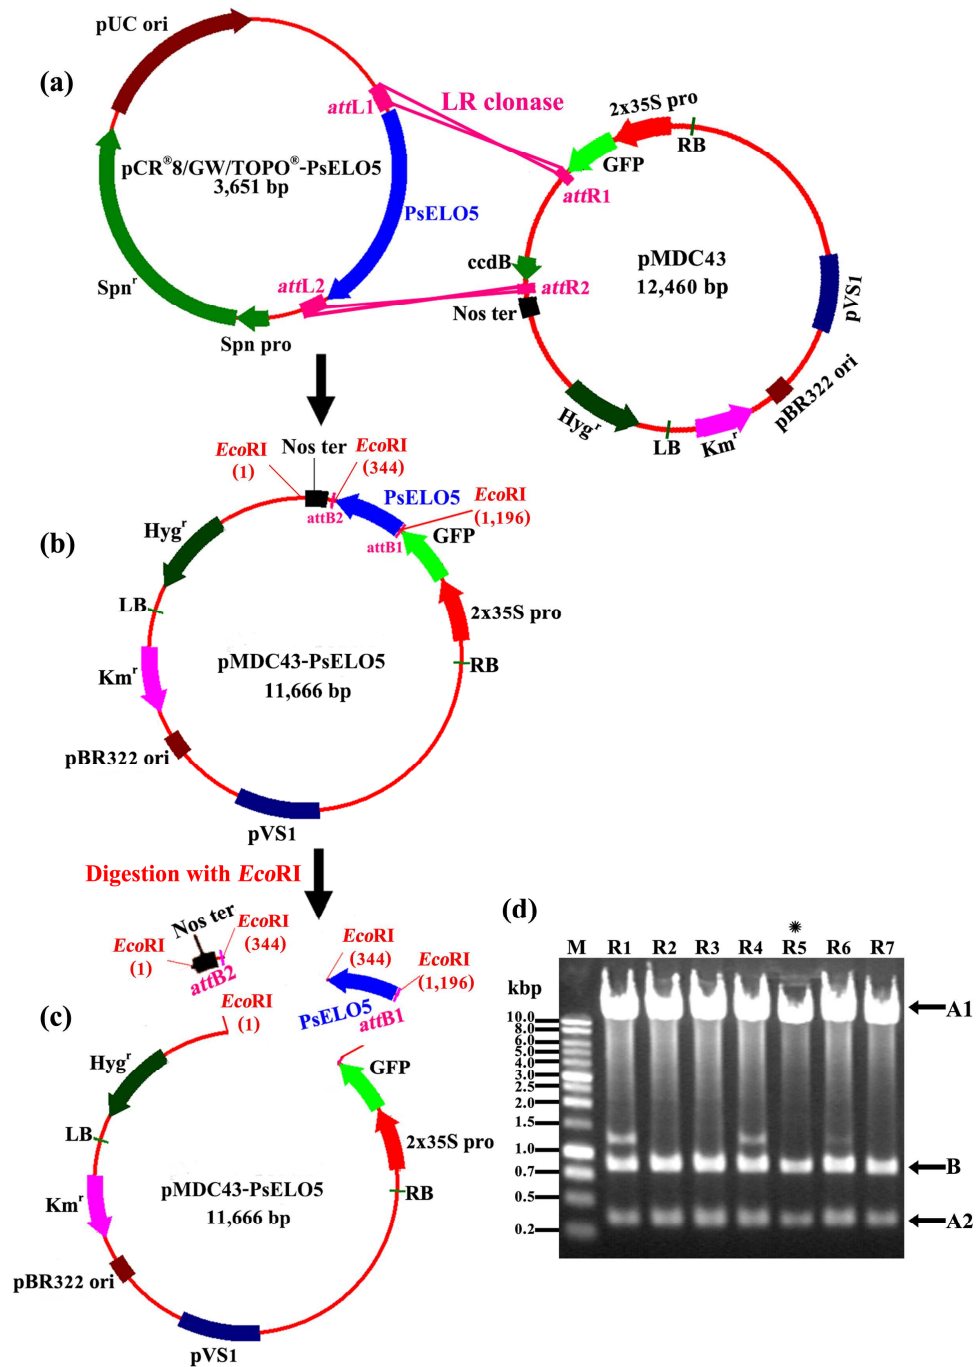 (a)
pUC ori
attL1
LR clonase
pCR®8/GW/TOPO®-PsELO5
3,651 bp
PsELO5
Spnʳ
attL2
Spn pro
2x35S pro
RB
GFP
attR1
ccdB
attR2
Nos ter
pMDC43
12,460 bp
pVS1
pBR322 ori
Kmʳ
LB
Hygʳ
(b)
EcoRI
(1)
Nos ter
EcoRI
(344)
PsELO5
EcoRI
(1,196)
attB2
attB1
GFP
Hygʳ
LB
2x35S pro
Kmʳ
pMDC43-PsELO5
11,666 bp
RB
pBR322 ori
pVS1
Digestion with EcoRI
Nos ter
EcoRI
(1)
EcoRI
(344)
attB2
EcoRI
(344)
EcoRI
(1,196)
PsELO5
attB1
(c)
EcoRI
(1)
Hygʳ
GFP
LB
2x35S pro
Kmʳ
pMDC43-PsELO5
11,666 bp
RB
pBR322 ori
pVS1
(d)
*
M R1 R2 R3 R4 R5 R6 R7
kbp
10.0
8.0
6.0
5.0
4.0
3.0
2.5
2.0
1.5
1.0
0.7
0.5
0.2
A1
B
A2